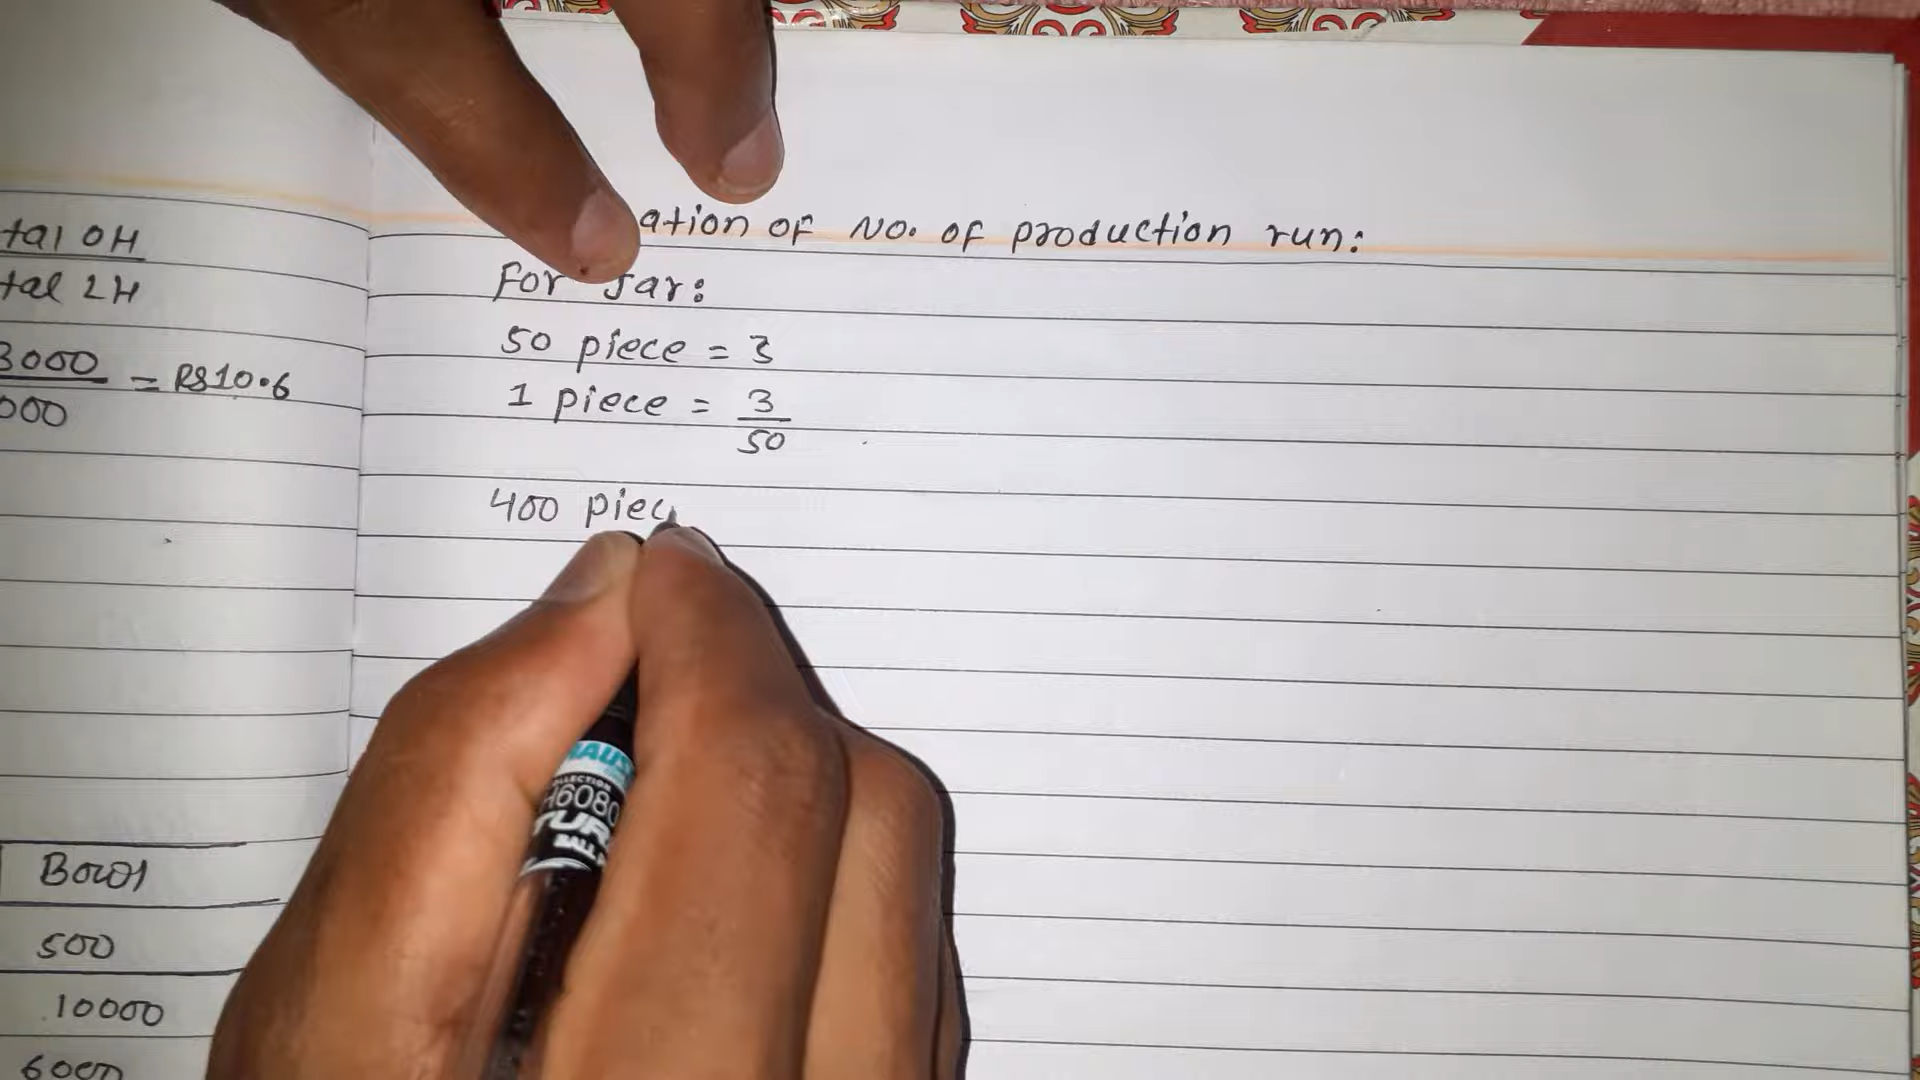 tal OH
tal LH
3000
000
= RS10.6
Bowl
500
10000
6000
ation of No. of production run:
For Jar:
50 piece = 3
1 piece = 3
50
400 piec
H6080